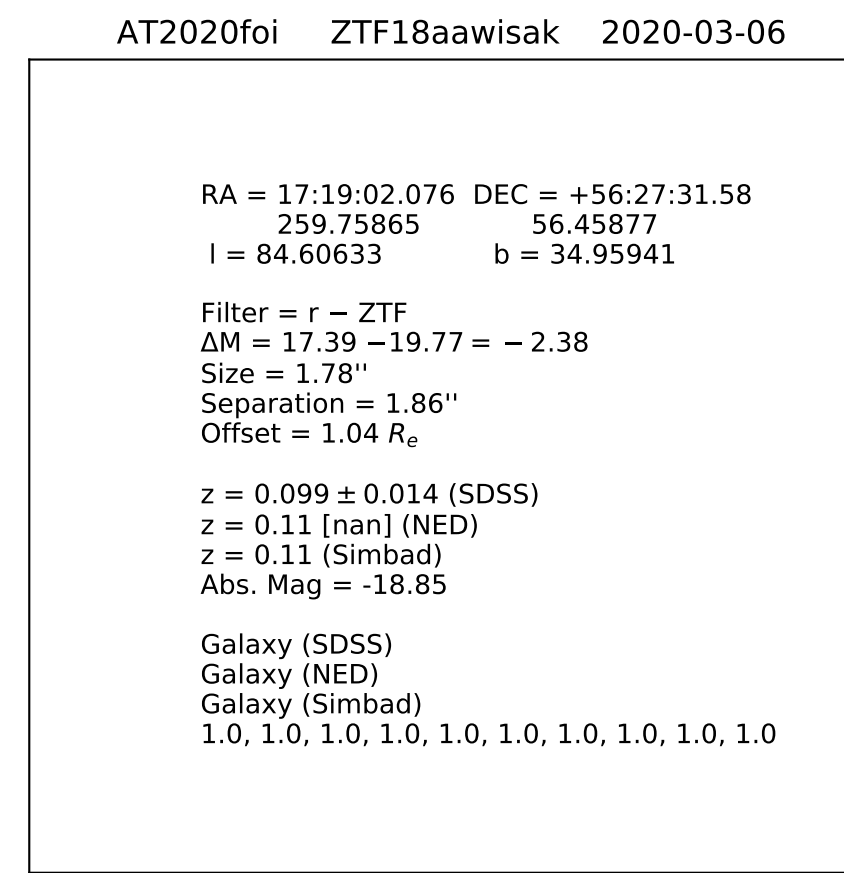 AT2020foi ZTF18aawisak 2020-03-06
RA = 17:19:02.076 DEC = +56:27:31.58
259.75865 56.45877
l = 84.60633 b = 34.95941
Filter = r − ZTF
ΔM = 17.39 −19.77 = − 2.38
Size = 1.78''
Separation = 1.86''
Offset = 1.04 Rₑ
z = 0.099 ± 0.014 (SDSS)
z = 0.11 [nan] (NED)
z = 0.11 (Simbad)
Abs. Mag = -18.85
Galaxy (SDSS)
Galaxy (NED)
Galaxy (Simbad)
1.0, 1.0, 1.0, 1.0, 1.0, 1.0, 1.0, 1.0, 1.0, 1.0